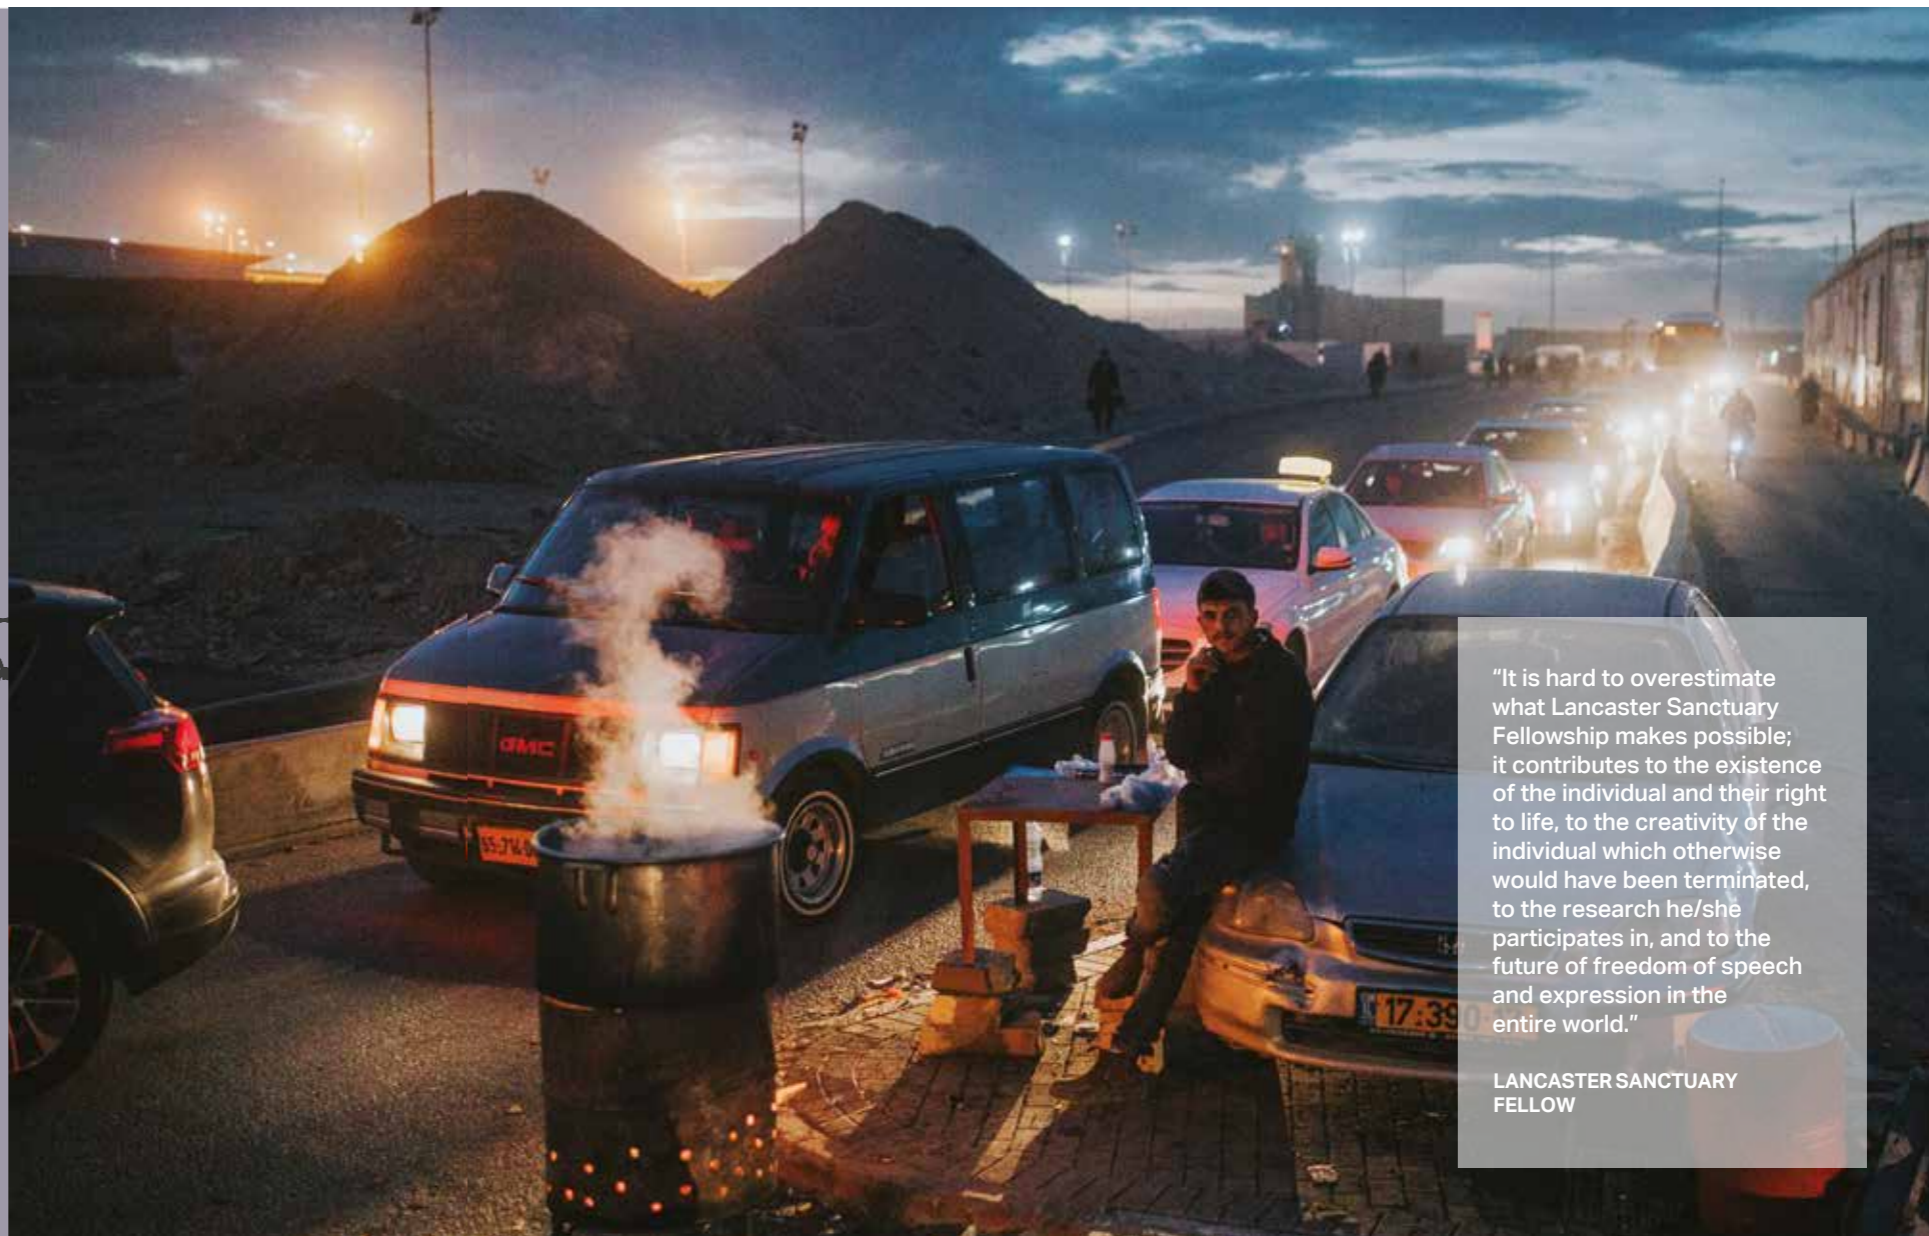 GMC
“It is hard to overestimate
what Lancaster Sanctuary
Fellowship makes possible;
it contributes to the existence
of the individual and their right
to life, to the creativity of the
individual which otherwise
would have been terminated,
to the research he/she
participates in, and to the
future of freedom of speech
and expression in the
entire world.”
LANCASTER SANCTUARY
FELLOW